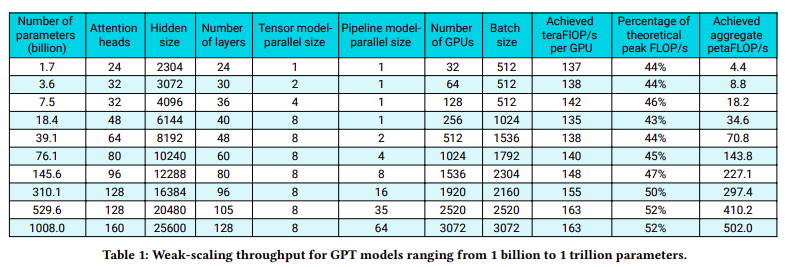 Number of parameters (billion) Attention heads Hidden size Number of layers Tensor model-parallel size Pipeline model-parallel size Number of GPUs Batch size Achieved teraFlOP/s per GPU Percentage of theoretical peak FLOP/s Achieved aggregate petaFLOP/s
1.7 24 2304 24 1 1 32 512 137 44% 4.4
3.6 32 3072 30 2 1 64 512 138 44% 8.8
7.5 32 4096 36 4 1 128 512 142 46% 18.2
18.4 48 6144 40 8 1 256 1024 135 43% 34.6
39.1 64 8192 48 8 2 512 1536 138 44% 70.8
76.1 80 10240 60 8 4 1024 1792 140 45% 143.8
145.6 96 12288 80 8 8 1536 2304 148 47% 227.1
310.1 128 16384 96 8 16 1920 2160 155 50% 297.4
529.6 128 20480 105 8 35 2520 2520 163 52% 410.2
1008.0 160 25600 128 8 64 3072 3072 163 52% 502.0
Table 1: Weak-scaling throughput for GPT models ranging from 1 billion to 1 trillion parameters.